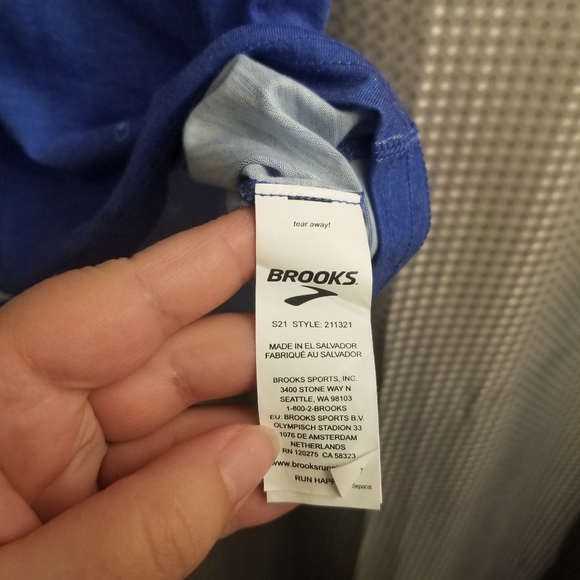 tear away!
BROOKS
S21 STYLE: 211321
MADE IN EL SALVADOR
FABRIQUÉ AU SALVADOR
BROOKS SPORTS, INC.
3400 STONE WAY N
SEATTLE, WA 98103
1-800-2-BROOKS
EU: BROOKS SPORTS B.V.
OLYMPISCH STADION 33
1076 DE AMSTERDAM
NETHERLANDS
RN 120275 CA 58323
RUN